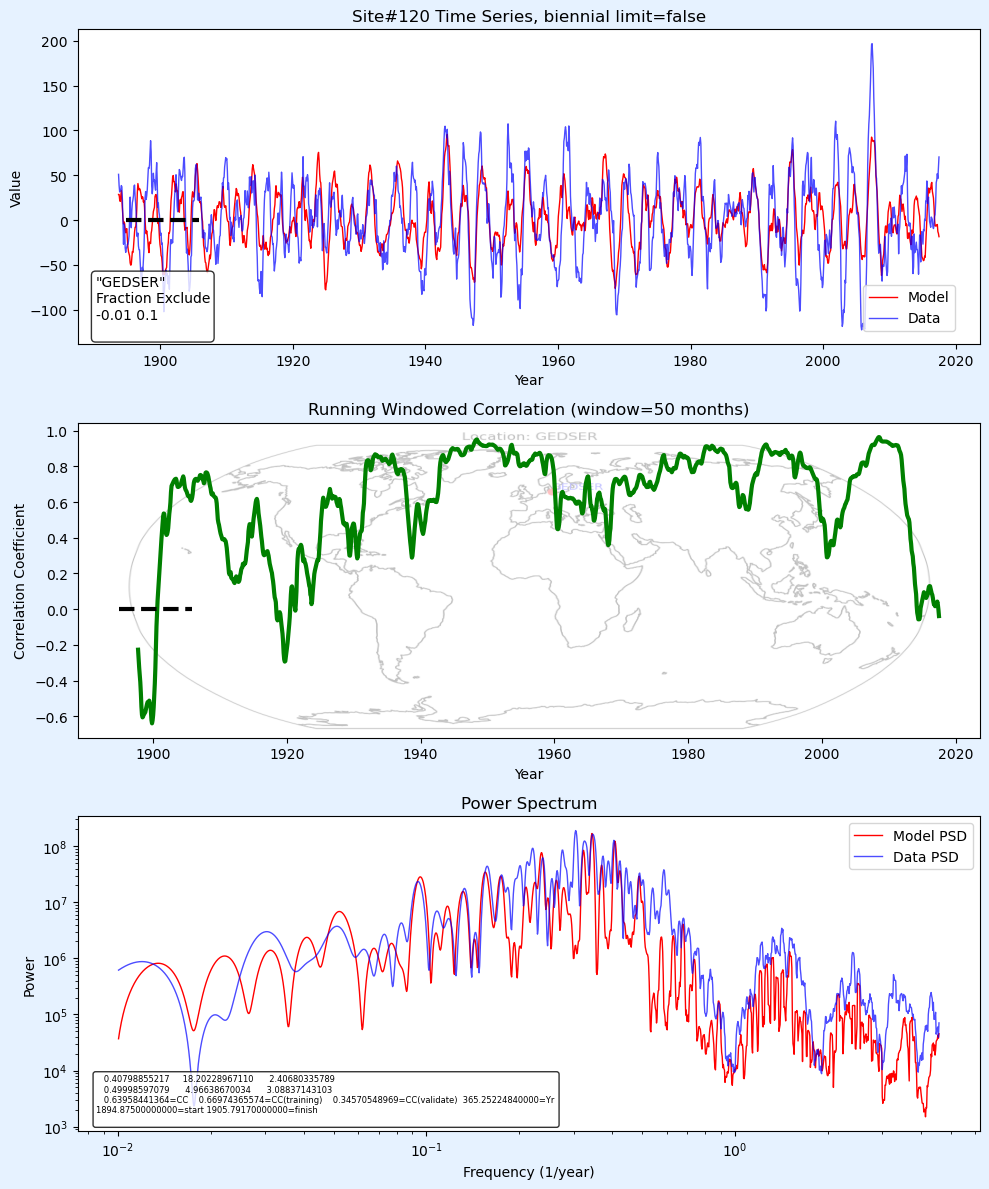 Site#120 Time Series, biennial limit=false
200
150
100
50
0
−50
−100
Value
"GEDSER"
Fraction Exclude
-0.01 0.1
Model
Data
1900
1920
1940
1960
1980
2000
2020
Year
Running Windowed Correlation (window=50 months)
Location: GEDSER
1.0
0.8
0.6
0.4
0.2
0.0
−0.2
−0.4
−0.6
Correlation Coefficient
1900
1920
1940
1960
1980
2000
2020
Year
Power Spectrum
Model PSD
Data PSD
10^8
10^7
10^6
10^5
10^4
10^3
Power
0.40798855217 18.20228967110 2.40680335789
0.49998597079 4.96638670034 3.08837143103
0.63958441364=CC 0.66974365574=CC(training) 0.34570548969=CC(validate) 365.25224840000=Yr
1894.87500000000=start 1905.79170000000=finish
10^−2
10^−1
10^0
Frequency (1/year)